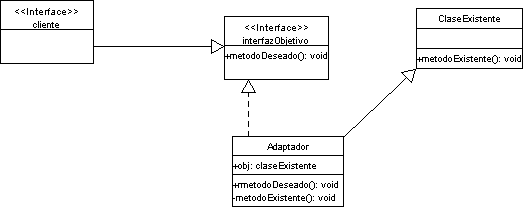 <<Interface>>
cliente
<<Interface>>
interfazObjetivo
+metodoDeseado(): void
ClaseExistente
+metodoExistente(): void
Adaptador
+obj: claseExistente
+metodoDeseado(): void
-metodoExistente(): void